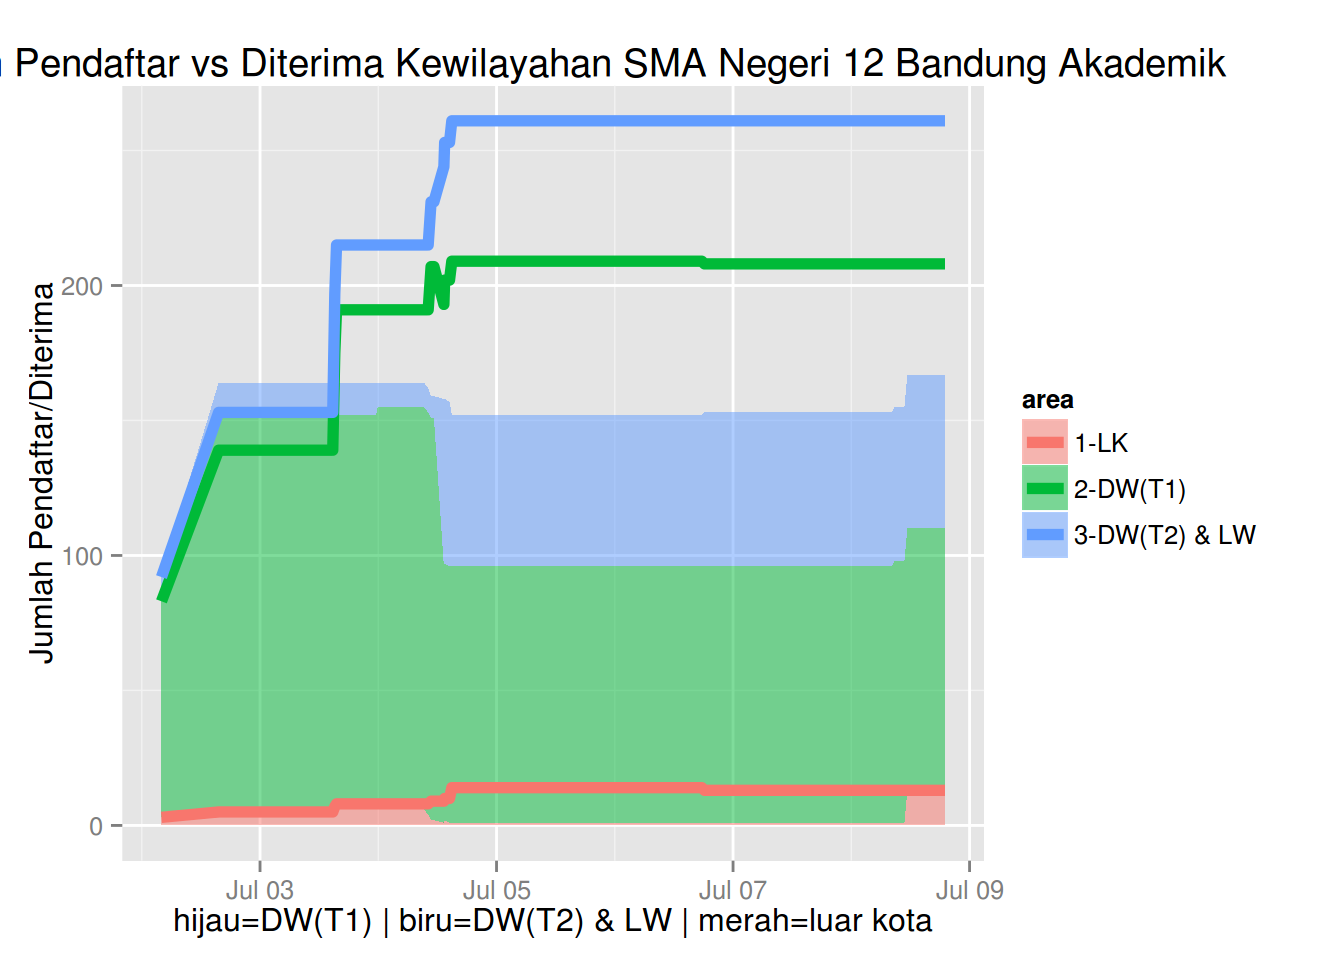 Pendaftar vs Diterima Kewilayahan SMA Negeri 12 Bandung Akademik
Jumlah Pendaftar/Diterima
200
100
0
Jul 03
Jul 05
Jul 07
Jul 09
hijau=DW(T1) | biru=DW(T2) & LW | merah=luar kota
area
1-LK
2-DW(T1)
3-DW(T2) & LW